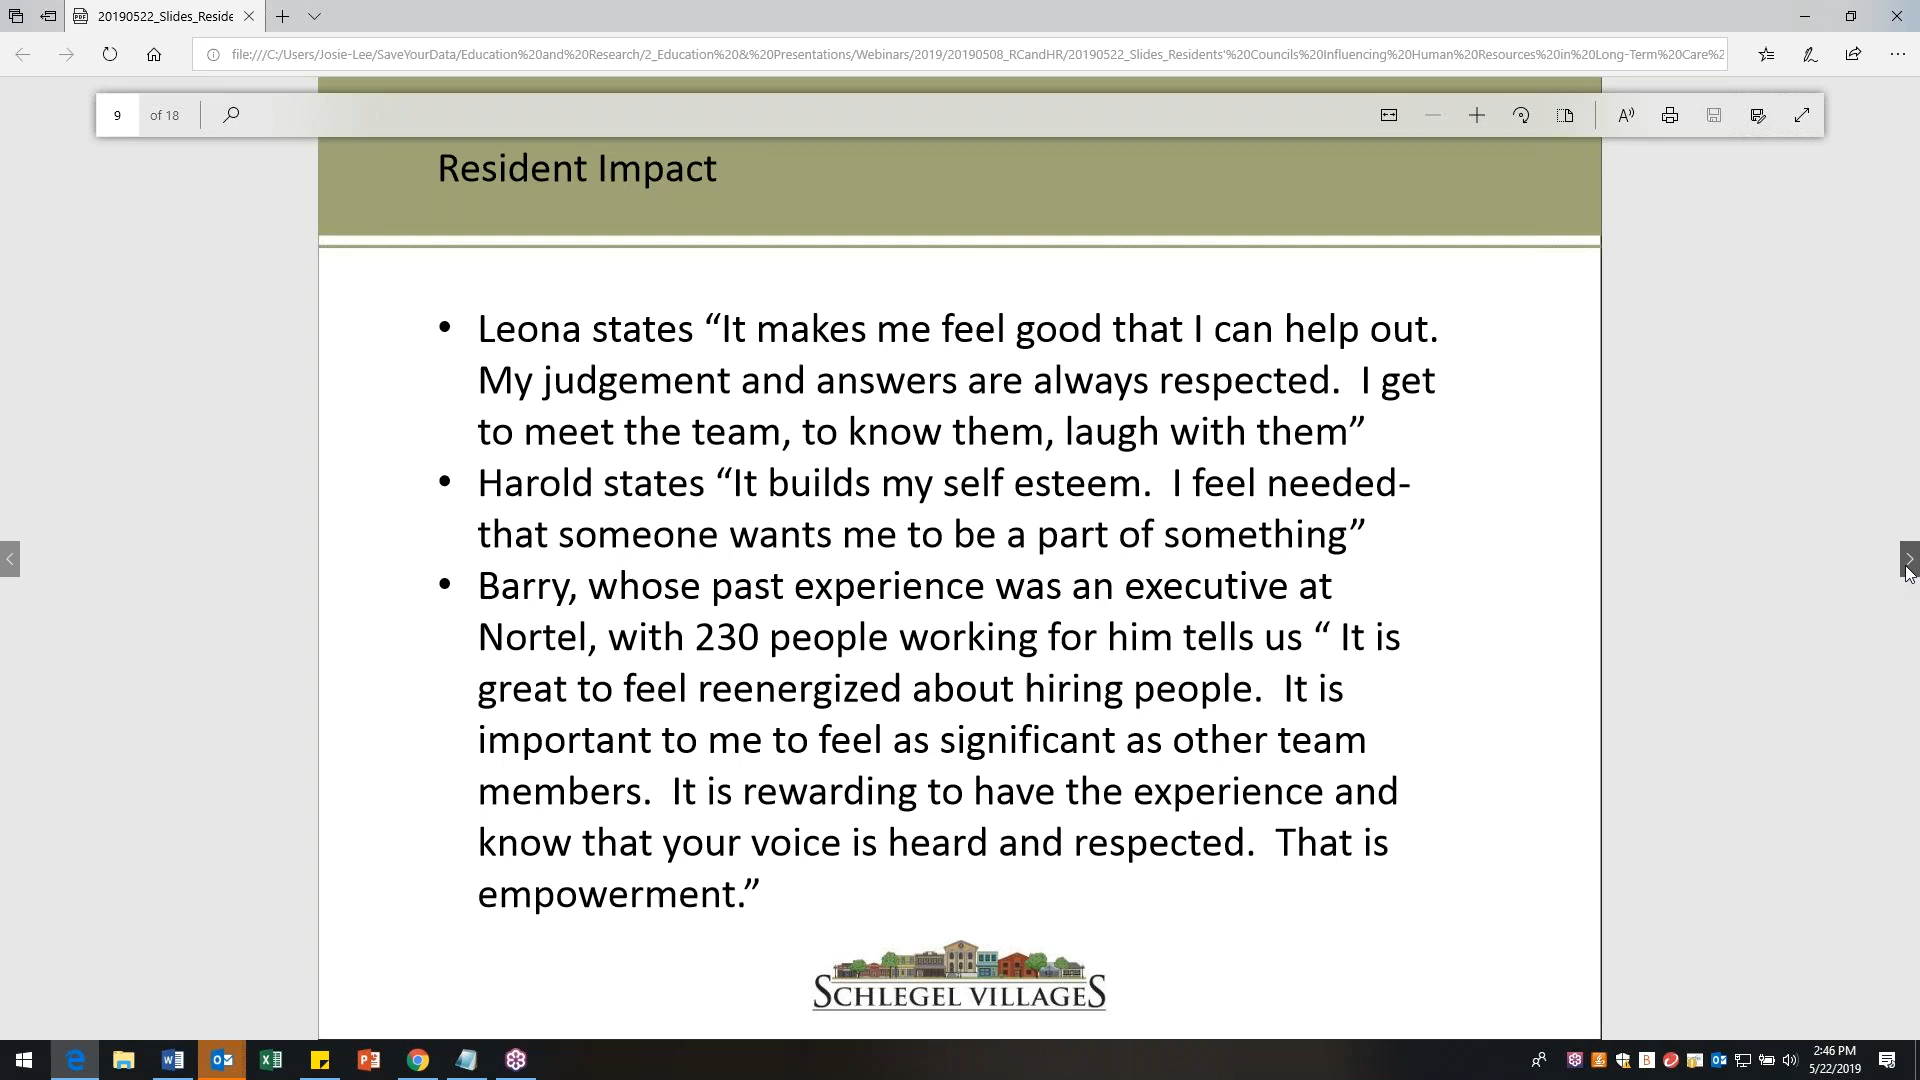 20190522_Slides_Reside
file:///C:/Users/Josie-Lee/SaveYourData/Education%20and%20Research/2_Education%20&%20Presentations/Webinars/2019/20190508_RCandHR/20190522_Slides_Residents'%20Councils%20Influencing%20Human%20Resources%20in%20Long-Term%20Care%2
9 of 18
Resident Impact
• Leona states “It makes me feel good that I can help out.
My judgement and answers are always respected.  I get
to meet the team, to know them, laugh with them”
• Harold states “It builds my self esteem.  I feel needed-
that someone wants me to be a part of something”
• Barry, whose past experience was an executive at
Nortel, with 230 people working for him tells us “ It is
great to feel reenergized about hiring people.  It is
important to me to feel as significant as other team
members.  It is rewarding to have the experience and
know that your voice is heard and respected.  That is
empowerment.”
SCHLEGEL VILLAGES
2:46 PM
5/22/2019